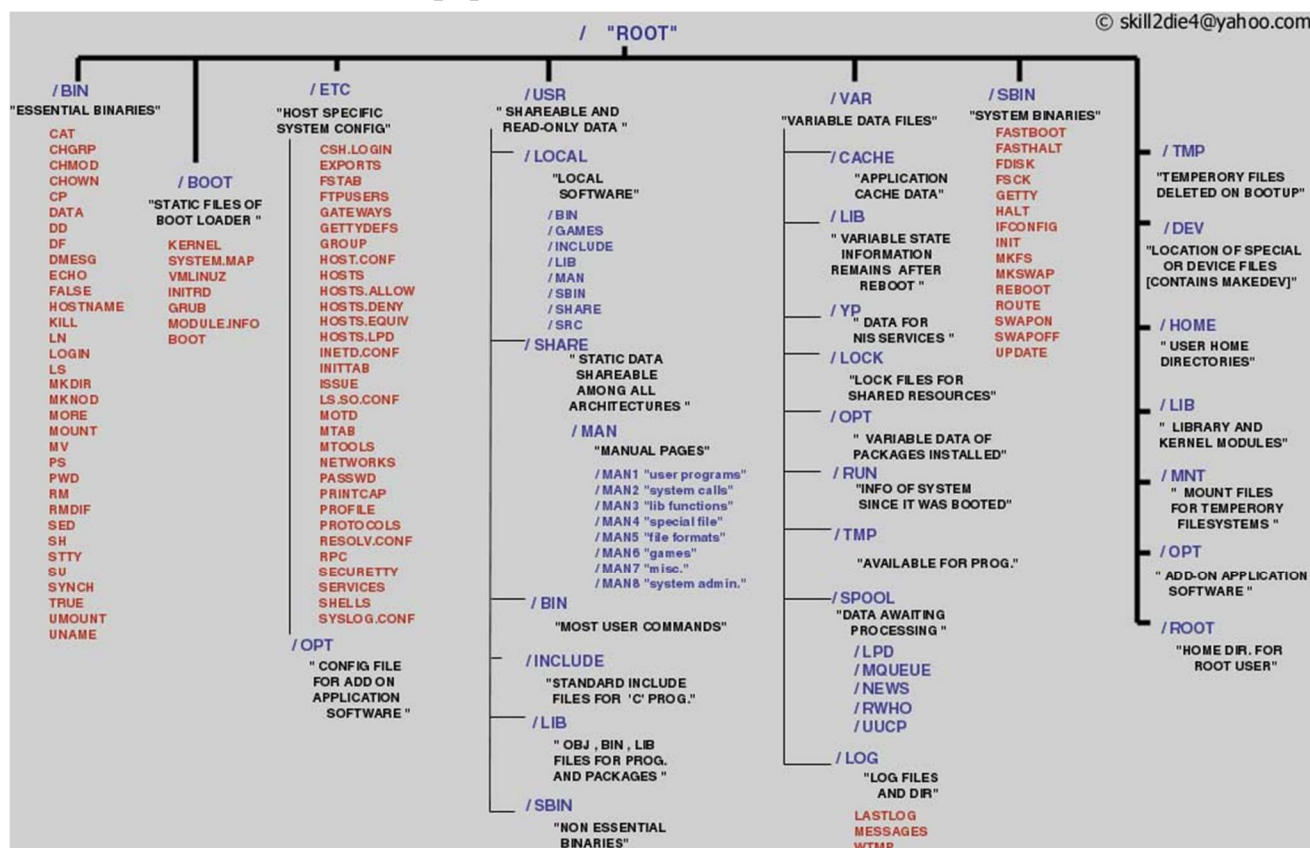 © skill2die4@yahoo.com
/ "ROOT"
/BIN
"ESSENTIAL BINARIES"
CAT
CHGRP
CHMOD
CHOWN
CP
DATA
DD
DF
DMESG
ECHO
FALSE
HOSTNAME
KILL
LN
LOGIN
LS
MKDIR
MKNOD
MORE
MOUNT
MV
PS
PWD
RM
RMDIF
SED
SH
STTY
SU
SYNCH
TRUE
UMOUNT
UNAME
/BOOT
"STATIC FILES OF
BOOT LOADER "
KERNEL
SYSTEM.MAP
VMLINUZ
INITRD
GRUB
MODULE.INFO
BOOT
/ETC
"HOST SPECIFIC
SYSTEM CONFIG"
CSH.LOGIN
EXPORTS
FSTAB
FTPUSERS
GATEWAYS
GETTYDEFS
GROUP
HOST.CONF
HOSTS
HOSTS.ALLOW
HOSTS.DENY
HOSTS.EQUIV
HOSTS.LPD
INETD.CONF
INITTAB
ISSUE
LS.SO.CONF
MOTD
MTAB
MTOOLS
NETWORKS
PASSWD
PRINTCAP
PROFILE
PROTOCOLS
RESOLV.CONF
RPC
SECURETTY
SERVICES
SHELLS
SYSLOG.CONF
/OPT
" CONFIG FILE
FOR ADD ON
APPLICATION
SOFTWARE "
/USR
" SHAREABLE AND
READ-ONLY DATA "
/LOCAL
"LOCAL
SOFTWARE"
/BIN
/GAMES
/INCLUDE
/LIB
/MAN
/SBIN
/SHARE
/SRC
/SHARE
" STATIC DATA
SHAREABLE
AMONG ALL
ARCHITECTURES "
/MAN
"MANUAL PAGES"
/MAN1 "user programs"
/MAN2 "system calls"
/MAN3 "lib functions"
/MAN4 "special file"
/MAN5 "file formats"
/MAN6 "games"
/MAN7 "misc."
/MAN8 "system admin."
/BIN
"MOST USER COMMANDS"
/INCLUDE
"STANDARD INCLUDE
FILES FOR 'C' PROG."
/LIB
" OBJ , BIN , LIB
FILES FOR PROG.
AND PACKAGES "
/SBIN
"NON ESSENTIAL
BINARIES"
/VAR
"VARIABLE DATA FILES"
/CACHE
"APPLICATION
CACHE DATA"
/LIB
" VARIABLE STATE
INFORMATION
REMAINS AFTER
REBOOT "
/YP
" DATA FOR
NIS SERVICES "
/LOCK
"LOCK FILES FOR
SHARED RESOURCES"
/OPT
" VARIABLE DATA OF
PACKAGES INSTALLED"
/RUN
"INFO OF SYSTEM
SINCE IT WAS BOOTED"
/TMP
"AVAILABLE FOR PROG."
/SPOOL
"DATA AWAITING
PROCESSING "
/LPD
/MQUEUE
/NEWS
/RWHO
/UUCP
/LOG
"LOG FILES
AND DIR"
LASTLOG
MESSAGES
WTMP
/SBIN
"SYSTEM BINARIES"
FASTBOOT
FASTHALT
FDISK
FSCK
GETTY
HALT
IFCONFIG
INIT
MKFS
MKSWAP
REBOOT
ROUTE
SWAPON
SWAPOFF
UPDATE
/TMP
"TEMPERORY FILES
DELETED ON BOOTUP"
/DEV
"LOCATION OF SPECIAL
OR DEVICE FILES
[CONTAINS MAKEDEV]"
/HOME
" USER HOME
DIRECTORIES"
/LIB
" LIBRARY AND
KERNEL MODULES"
/MNT
" MOUNT FILES
FOR TEMPERORY
FILESYSTEMS "
/OPT
" ADD-ON APPLICATION
SOFTWARE "
/ROOT
"HOME DIR. FOR
ROOT USER"